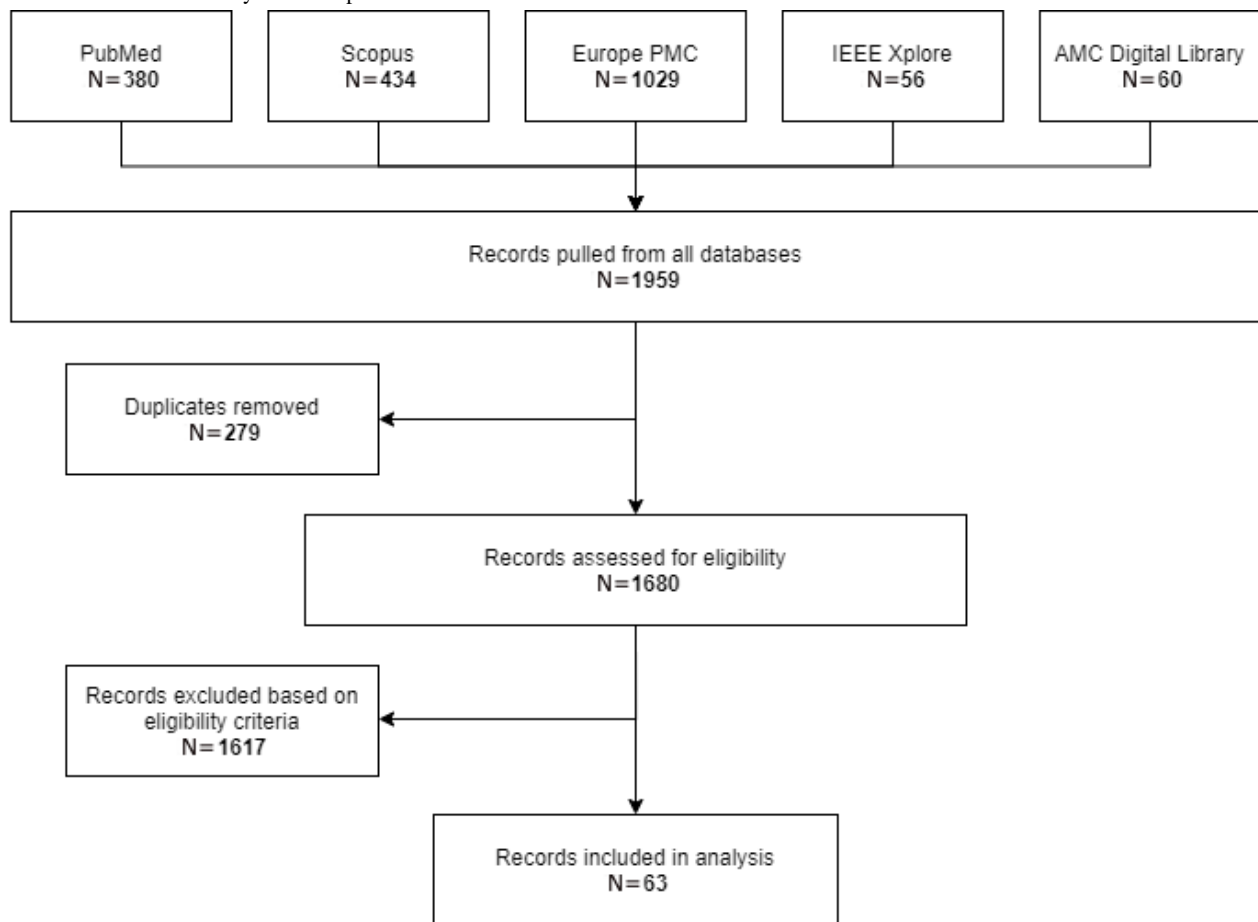 PubMed
N=380
Scopus
N=434
Europe PMC
N=1029
IEEE Xplore
N=56
AMC Digital Library
N=60
Records pulled from all databases
N=1959
Duplicates removed
N=279
Records assessed for eligibility
N=1680
Records excluded based on
eligibility criteria
N=1617
Records included in analysis
N=63